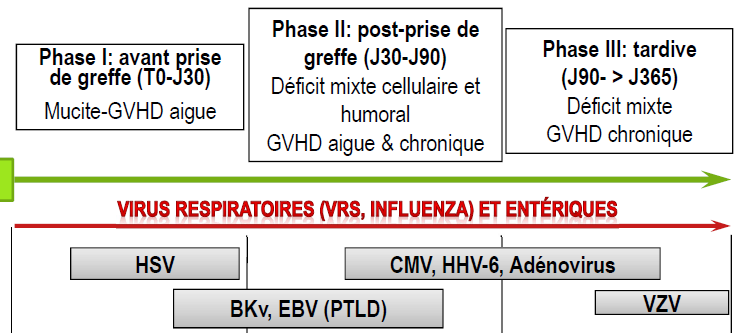 Phase I: avant prise
de greffe (T0-J30)
Mucite-GVHD aigue
Phase II: post-prise de
greffe (J30-J90)
Déficit mixte cellulaire et
humoral
GVHD aigue & chronique
Phase III: tardive
(J90- > J365)
Déficit mixte
GVHD chronique
VIRUS RESPIRATOIRES (VRS, INFLUENZA) ET ENTÉRIQUES
HSV
CMV, HHV-6, Adénovirus
BKv, EBV (PTLD)
VZV